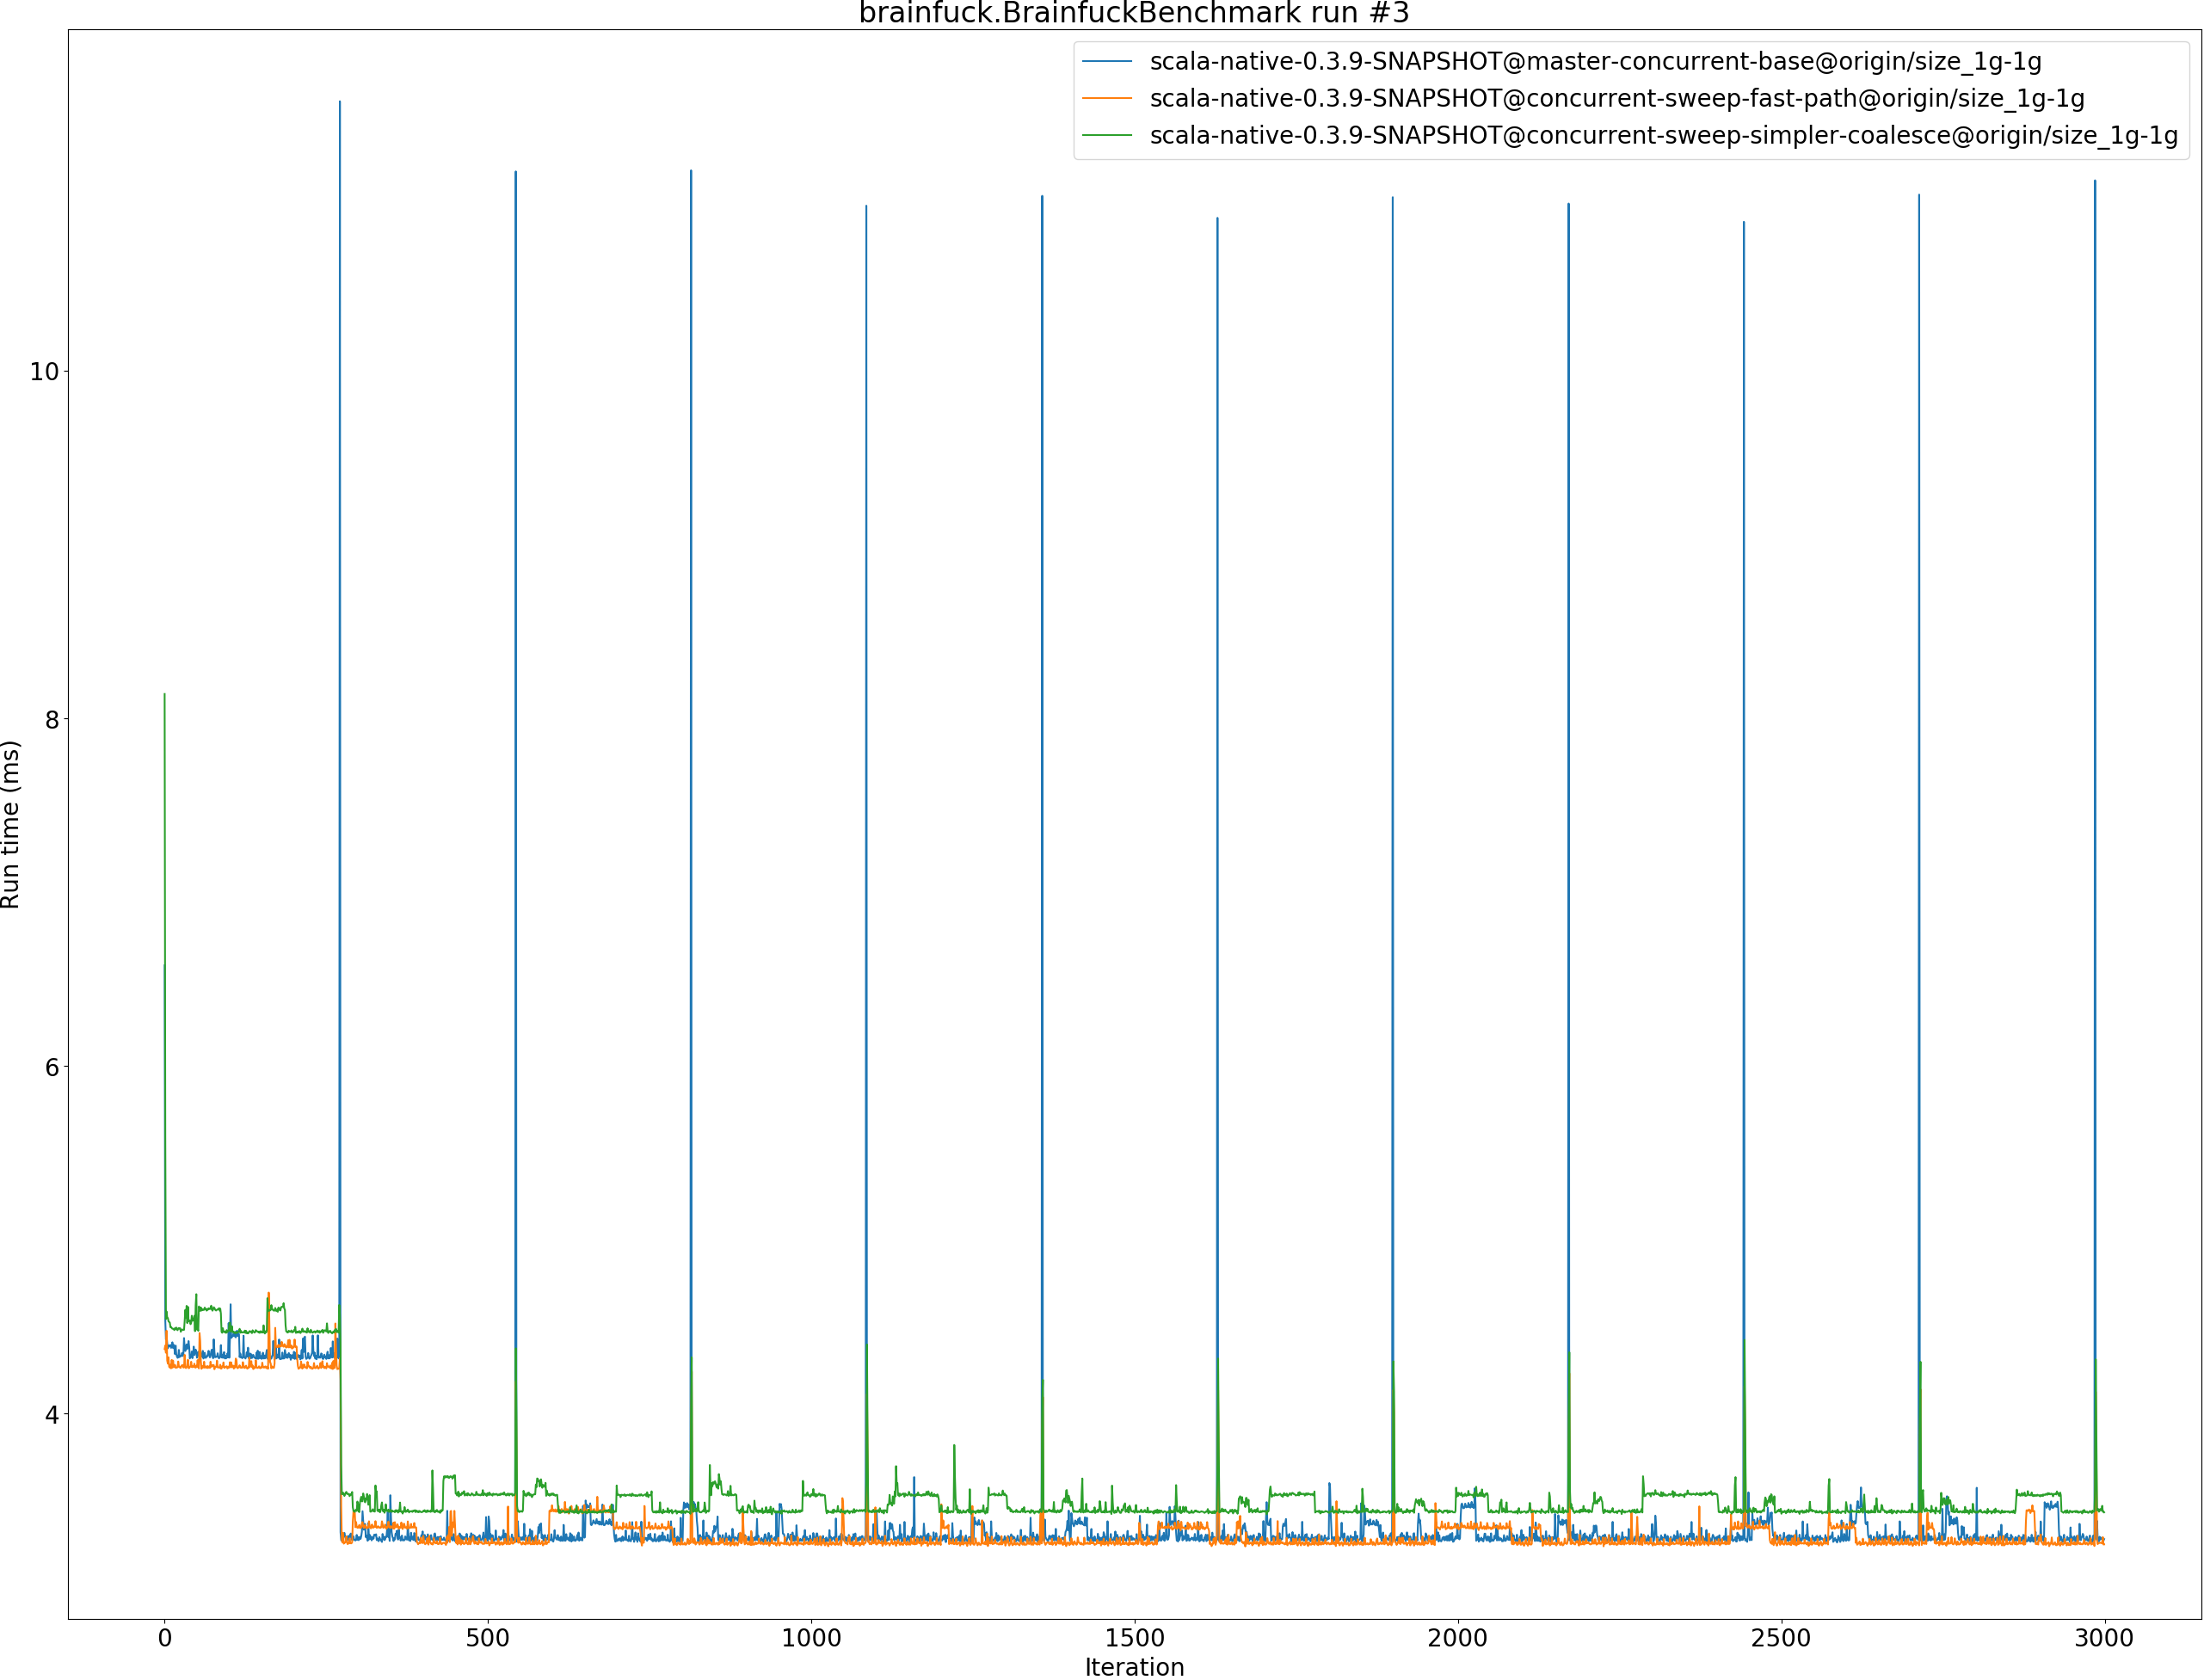 brainfuck.BrainfuckBenchmark run #3
scala-native-0.3.9-SNAPSHOT@master-concurrent-base@origin/size_1g-1g
scala-native-0.3.9-SNAPSHOT@concurrent-sweep-fast-path@origin/size_1g-1g
scala-native-0.3.9-SNAPSHOT@concurrent-sweep-simpler-coalesce@origin/size_1g-1g
10
8
6
4
Run time (ms)
0 500 1000 1500 2000 2500 3000
Iteration